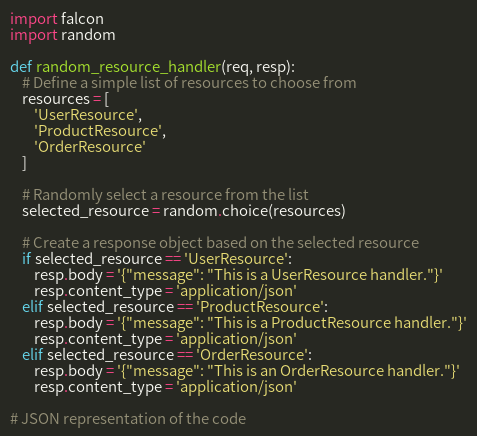 import falcon
import random

def random_resource_handler(req, resp):
    # Define a simple list of resources to choose from
    resources = [
        'UserResource',
        'ProductResource',
        'OrderResource'
    ]

    # Randomly select a resource from the list
    selected_resource = random.choice(resources)

    # Create a response object based on the selected resource
    if selected_resource == 'UserResource':
        resp.body = '{"message": "This is a UserResource handler."}'
        resp.content_type = 'application/json'
    elif selected_resource == 'ProductResource':
        resp.body = '{"message": "This is a ProductResource handler."}'
        resp.content_type = 'application/json'
    elif selected_resource == 'OrderResource':
        resp.body = '{"message": "This is an OrderResource handler."}'
        resp.content_type = 'application/json'

# JSON representation of the code